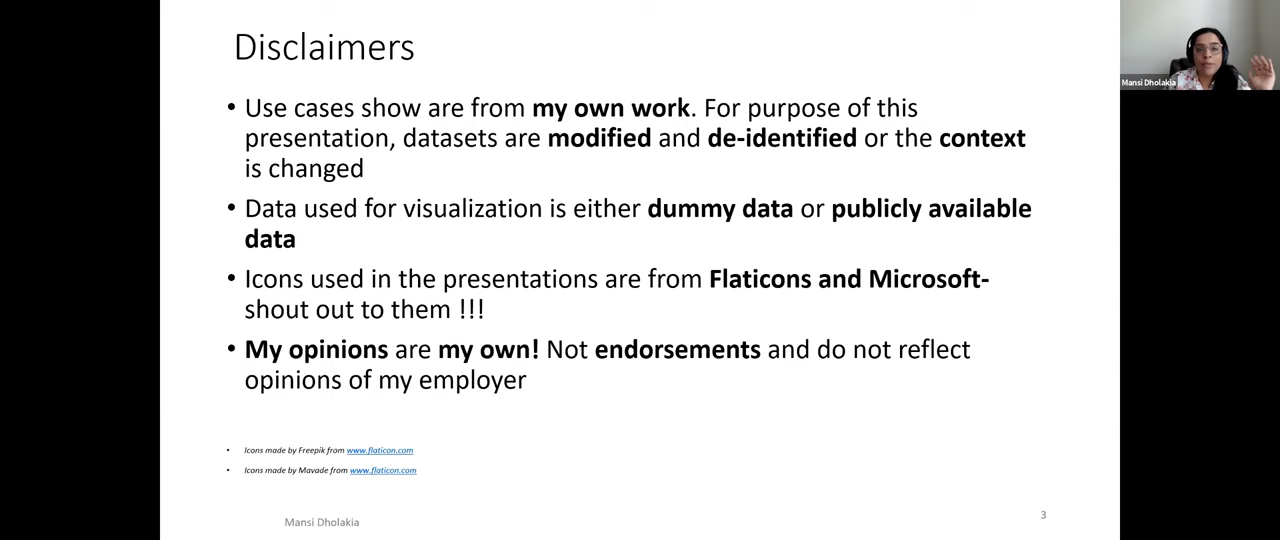 Disclaimers
• Use cases show are from my own work. For purpose of this
presentation, datasets are modified and de-identified or the context
is changed
• Data used for visualization is either dummy data or publicly available
data
• Icons used in the presentations are from Flaticons and Microsoft-
shout out to them !!!
• My opinions are my own! Not endorsements and do not reflect
opinions of my employer
• Icons made by Freepik from www.flaticon.com
• Icons made by Mavade from www.flaticon.com
Mansi Dholakia
3
Mansi Dholakia